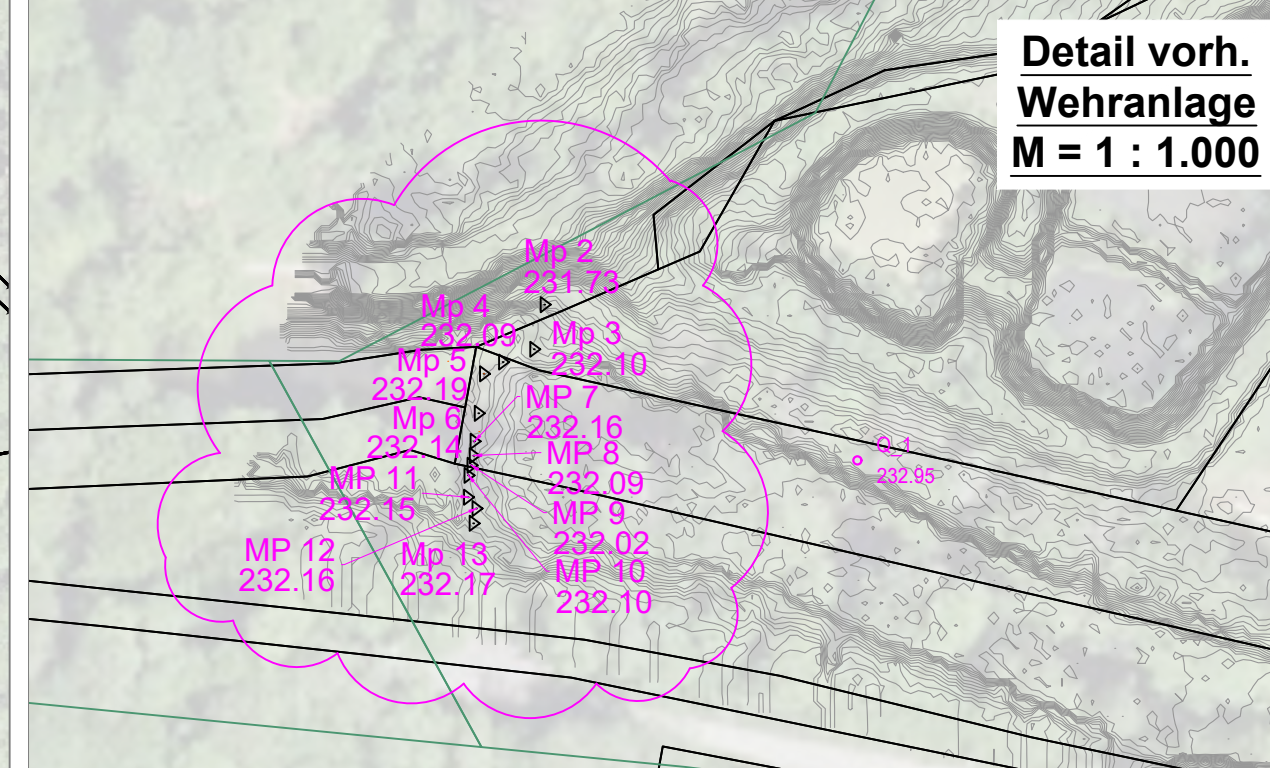 Detail vorh.
Wehranlage
M = 1 : 1.000
Mp 2
231.73
Mp 4
232.09
Mp 3
232.10
Mp 5
232.19
MP 7
232.16
Mp 6
232.14
MP 8
232.09
MP 11
232.15
MP 9
232.02
MP 12
232.16
Mp 13
232.17
MP 10
232.10
Q-1
232.95